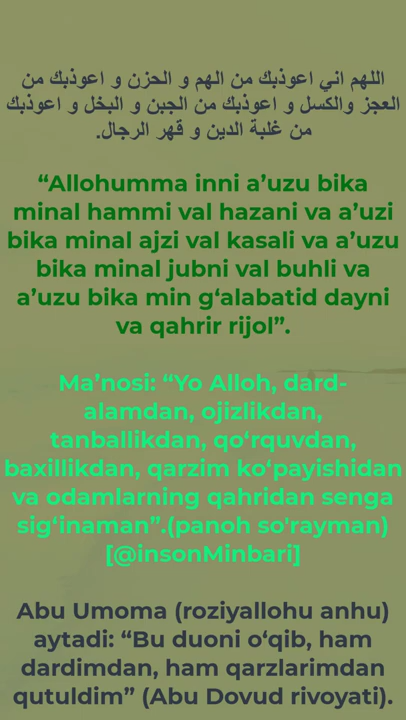 اللهم اني اعوذبك من الهم و الحزن و اعوذبك من
العجز والكسل و اعوذبك من الجبن و البخل و اعوذبك
من غلبة الدين و قهر الرجال.
“Allohumma inni a’uzu bika
minal hammi val hazani va a’uzi
bika minal ajzi val kasali va a’uzu
bika minal jubni val buhli va
a’uzu bika min g‘alabatid dayni
va qahrir rijol”.
Ma’nosi: “Yo Alloh, dard-
alamdan, ojizlikdan,
tanballikdan, qo‘rquvdan,
baxillikdan, qarzim ko‘payishidan
va odamlarning qahridan senga
sig‘inaman”.(panoh so'rayman)
[@insonMinbari]
Abu Umoma (roziyallohu anhu)
aytadi: “Bu duoni o‘qib, ham
dardimdan, ham qarzlarimdan
qutuldim” (Abu Dovud rivoyati).